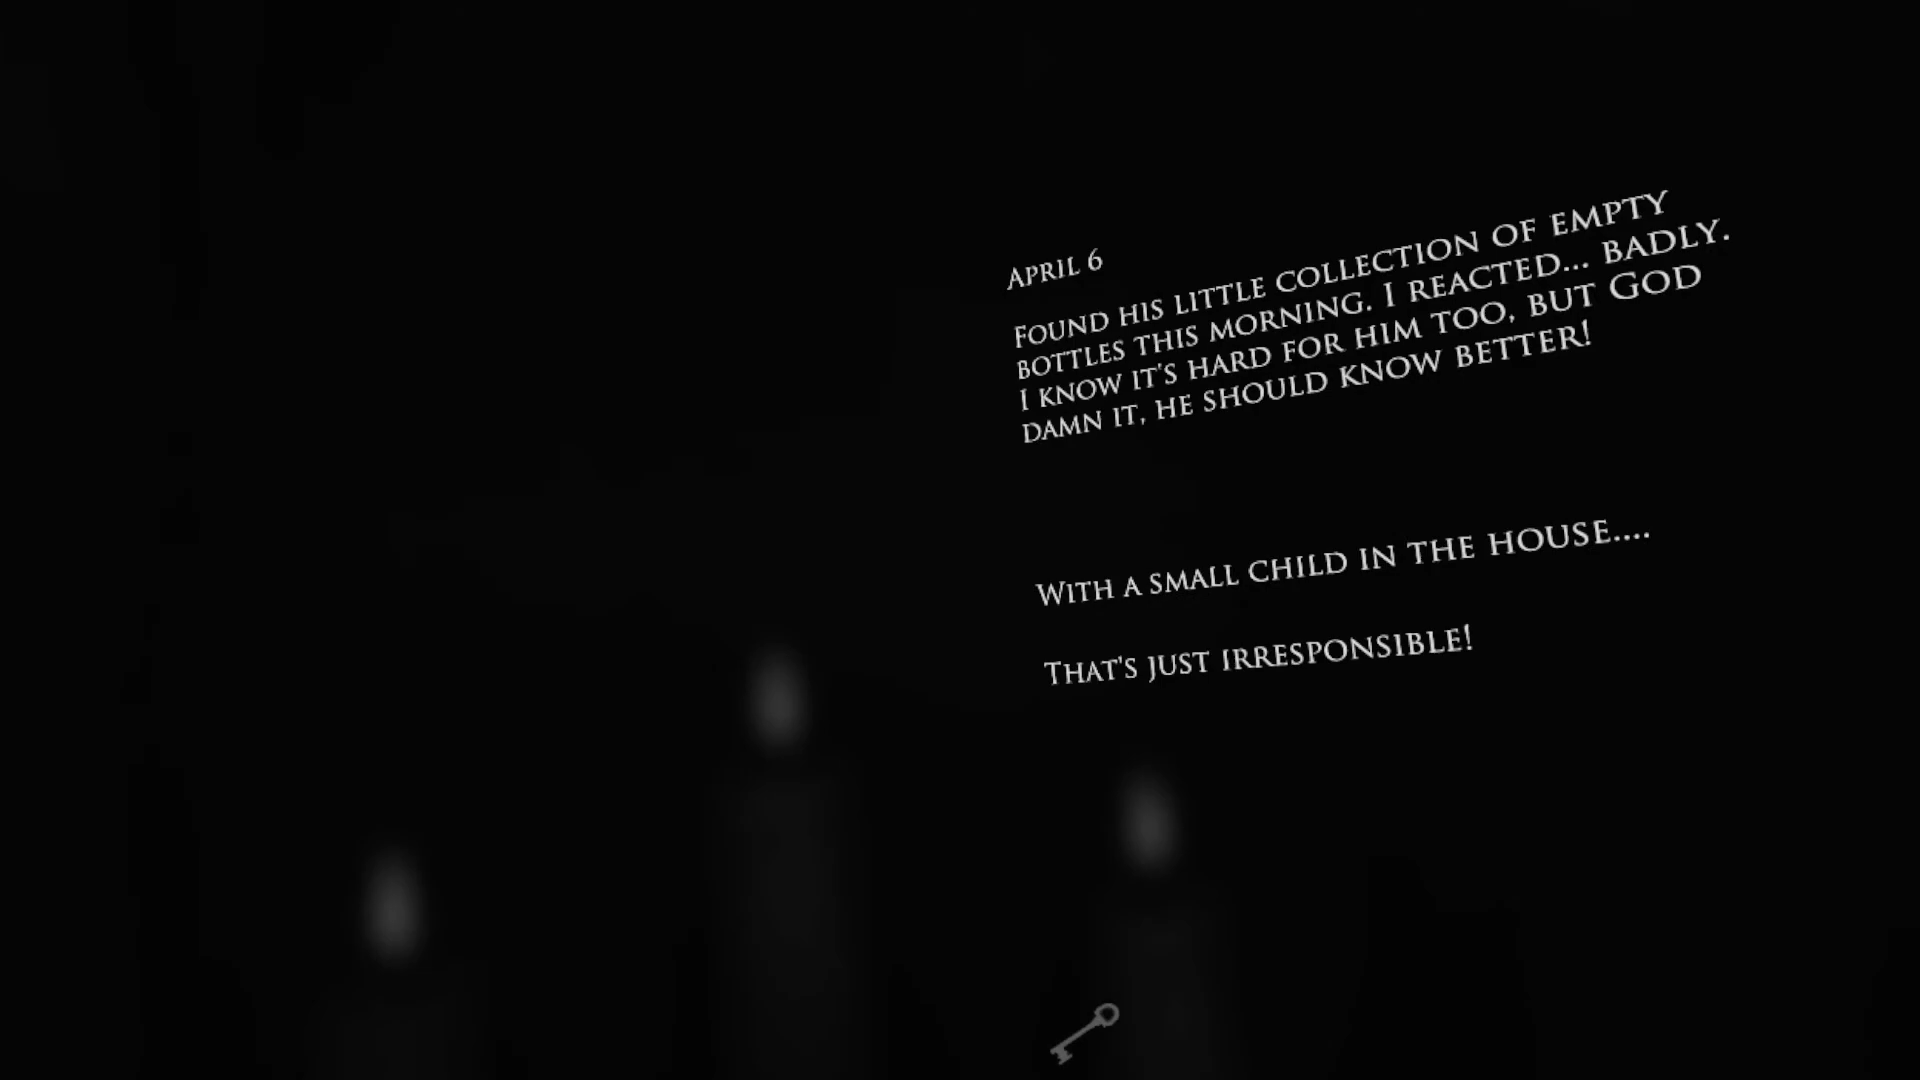 April 6
Found his little collection of empty
bottles this morning. I reacted... badly.
I know it's hard for him too, but God
damn it, he should know better!
With a small child in the house....
That's just irresponsible!